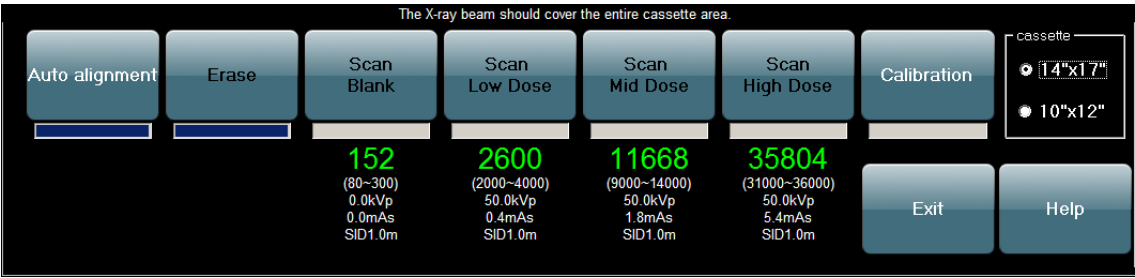 The X-ray beam should cover the entire cassette area.
Auto alignment
Erase
Scan
Blank
Scan
Low Dose
Scan
Mid Dose
Scan
High Dose
Calibration
cassette
14"x17"
10"x12"
152
(80~300)
0.0kVp
0.0mAs
SID1.0m
2600
(2000~4000)
50.0kVp
0.4mAs
SID1.0m
11668
(9000~14000)
50.0kVp
1.8mAs
SID1.0m
35804
(31000~36000)
50.0kVp
5.4mAs
SID1.0m
Exit
Help